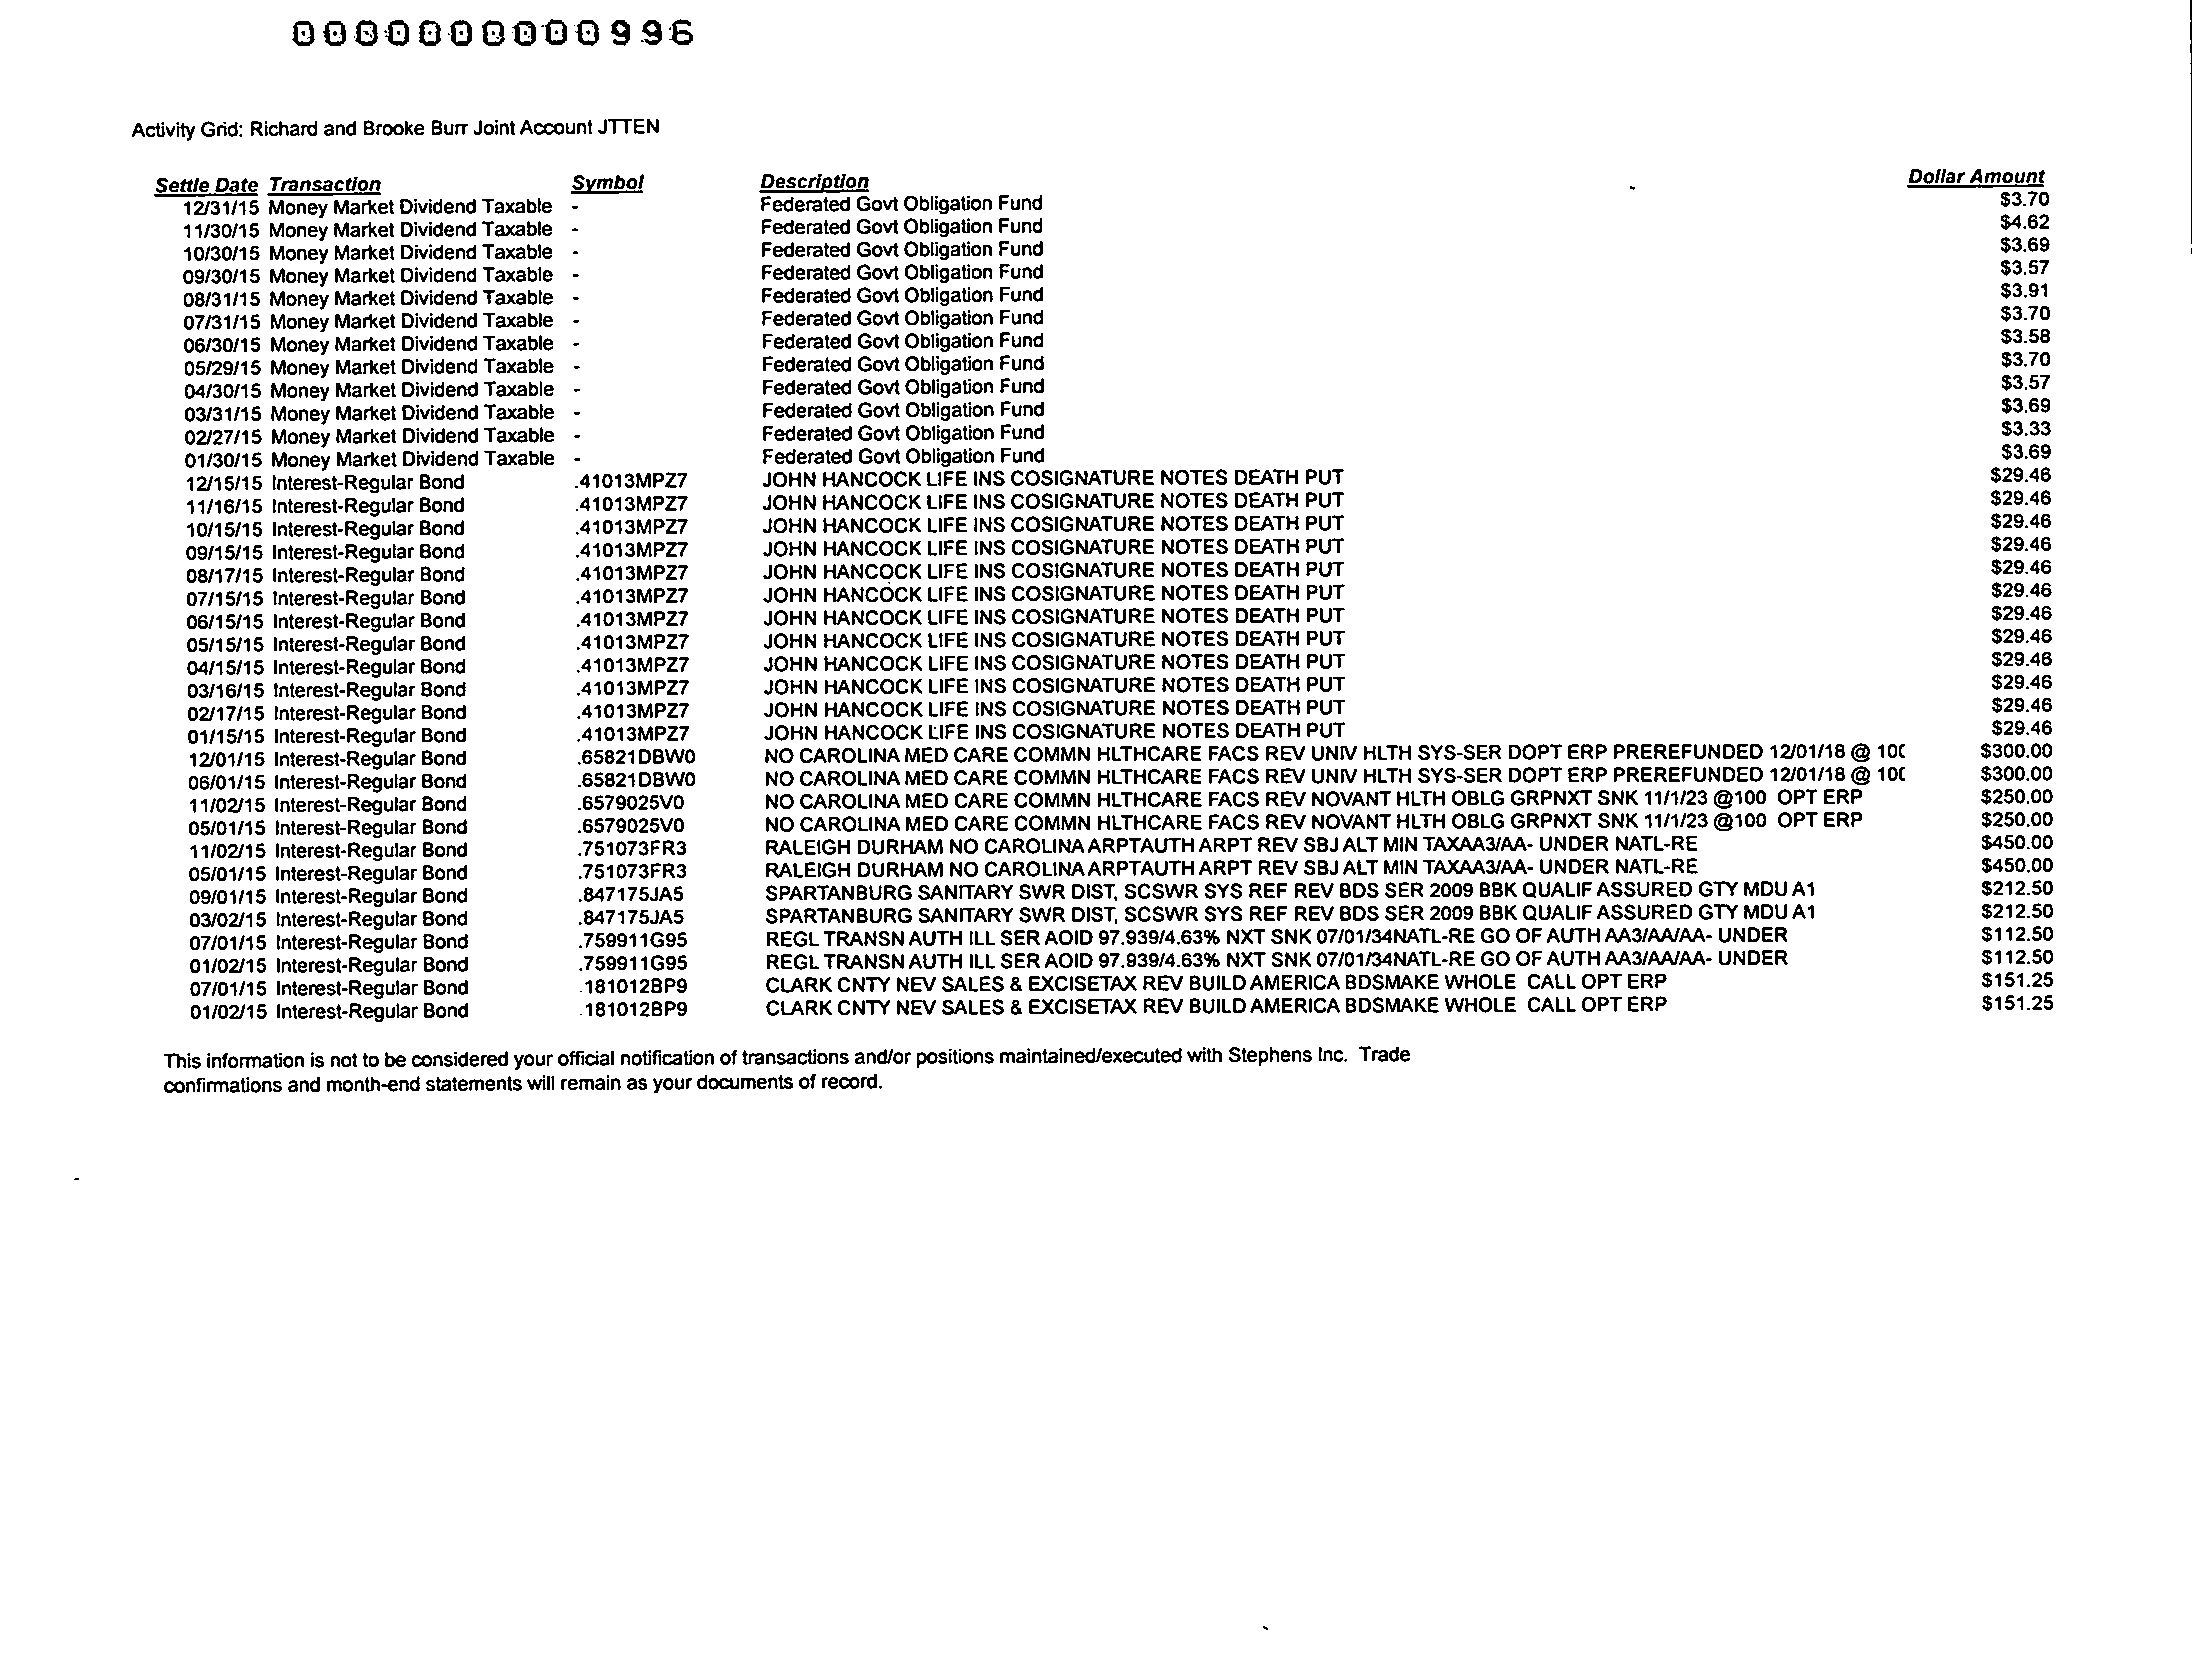 0000000000996
Activity Grid: Richard and Brooke Burr Joint Account JTTEN
Settle Date Transaction Symbol Description Dollar Amount
12/31/15 Money Market Dividend Taxable - Federated Govt Obligation Fund $3.70
11/30/15 Money Market Dividend Taxable - Federated Govt Obligation Fund $4.62
10/30/15 Money Market Dividend Taxable - Federated Govt Obligation Fund $3.69
09/30/15 Money Market Dividend Taxable - Federated Govt Obligation Fund $3.57
08/31/15 Money Market Dividend Taxable - Federated Govt Obligation Fund $3.91
07/31/15 Money Market Dividend Taxable - Federated Govt Obligation Fund $3.70
06/30/15 Money Market Dividend Taxable - Federated Govt Obligation Fund $3.58
05/29/15 Money Market Dividend Taxable - Federated Govt Obligation Fund $3.70
04/30/15 Money Market Dividend Taxable - Federated Govt Obligation Fund $3.57
03/31/15 Money Market Dividend Taxable - Federated Govt Obligation Fund $3.69
02/27/15 Money Market Dividend Taxable - Federated Govt Obligation Fund $3.33
01/30/15 Money Market Dividend Taxable - Federated Govt Obligation Fund $3.69
12/15/15 Interest-Regular Bond .41013MPZ7 JOHN HANCOCK LIFE INS COSIGNATURE NOTES DEATH PUT $29.46
11/16/15 Interest-Regular Bond .41013MPZ7 JOHN HANCOCK LIFE INS COSIGNATURE NOTES DEATH PUT $29.46
10/15/15 Interest-Regular Bond .41013MPZ7 JOHN HANCOCK LIFE INS COSIGNATURE NOTES DEATH PUT $29.46
09/15/15 Interest-Regular Bond .41013MPZ7 JOHN HANCOCK LIFE INS COSIGNATURE NOTES DEATH PUT $29.46
08/17/15 Interest-Regular Bond .41013MPZ7 JOHN HANCOCK LIFE INS COSIGNATURE NOTES DEATH PUT $29.46
07/15/15 Interest-Regular Bond .41013MPZ7 JOHN HANCOCK LIFE INS COSIGNATURE NOTES DEATH PUT $29.46
06/15/15 Interest-Regular Bond .41013MPZ7 JOHN HANCOCK LIFE INS COSIGNATURE NOTES DEATH PUT $29.46
05/15/15 Interest-Regular Bond .41013MPZ7 JOHN HANCOCK LIFE INS COSIGNATURE NOTES DEATH PUT $29.46
04/15/15 Interest-Regular Bond .41013MPZ7 JOHN HANCOCK LIFE INS COSIGNATURE NOTES DEATH PUT $29.46
03/16/15 Interest-Regular Bond .41013MPZ7 JOHN HANCOCK LIFE INS COSIGNATURE NOTES DEATH PUT $29.46
02/17/15 Interest-Regular Bond .41013MPZ7 JOHN HANCOCK LIFE INS COSIGNATURE NOTES DEATH PUT $29.46
01/15/15 Interest-Regular Bond .41013MPZ7 JOHN HANCOCK LIFE INS COSIGNATURE NOTES DEATH PUT $29.46
12/01/15 Interest-Regular Bond .65821DBW0 NO CAROLINA MED CARE COMMN HLTHCARE FACS REV UNIV HLTH SYS-SER DOPT ERP PREREFUNDED 12/01/18 @ 10 $300.00
06/01/15 Interest-Regular Bond .65821DBW0 NO CAROLINA MED CARE COMMN HLTHCARE FACS REV UNIV HLTH SYS-SER DOPT ERP PREREFUNDED 12/01/18 @ 10 $300.00
11/02/15 Interest-Regular Bond .6579025V0 NO CAROLINA MED CARE COMMN HLTHCARE FACS REV NOVANT HLTH OBLG GRPNXT SNK 11/1/23 @100 OPT ERP $250.00
05/01/15 Interest-Regular Bond .6579025V0 NO CAROLINA MED CARE COMMN HLTHCARE FACS REV NOVANT HLTH OBLG GRPNXT SNK 11/1/23 @100 OPT ERP $250.00
11/02/15 Interest-Regular Bond .751073FR3 RALEIGH DURHAM NO CAROLINA ARPTAUTH ARPT REV SBJ ALT MIN TAXAA3/AA- UNDER NATL-RE $450.00
05/01/15 Interest-Regular Bond .751073FR3 RALEIGH DURHAM NO CAROLINA ARPTAUTH ARPT REV SBJ ALT MIN TAXAA3/AA- UNDER NATL-RE $450.00
09/01/15 Interest-Regular Bond .847175JA5 SPARTANBURG SANITARY SWR DIST, SCSWR SYS REF REV BDS SER 2009 BBK QUALIF ASSURED GTY MDU A1 $212.50
03/02/15 Interest-Regular Bond .847175JA5 SPARTANBURG SANITARY SWR DIST, SCSWR SYS REF REV BDS SER 2009 BBK QUALIF ASSURED GTY MDU A1 $212.50
07/01/15 Interest-Regular Bond .759911G95 REGL TRANSN AUTH ILL SER AOID 97.939/4.63% NXT SNK 07/01/34NATL-RE GO OF AUTH AA3/AA/AA- UNDER $112.50
01/02/15 Interest-Regular Bond .759911G95 REGL TRANSN AUTH ILL SER AOID 97.939/4.63% NXT SNK 07/01/34NATL-RE GO OF AUTH AA3/AA/AA- UNDER $112.50
07/01/15 Interest-Regular Bond .181012BP9 CLARK CNTY NEV SALES & EXCISETAX REV BUILD AMERICA BDSMAKE WHOLE CALL OPT ERP $151.25
01/02/15 Interest-Regular Bond .181012BP9 CLARK CNTY NEV SALES & EXCISETAX REV BUILD AMERICA BDSMAKE WHOLE CALL OPT ERP $151.25
This information is not to be considered your official notification of transactions and/or positions maintained/executed with Stephens Inc. Trade
confirmations and month-end statements will remain as your documents of record.